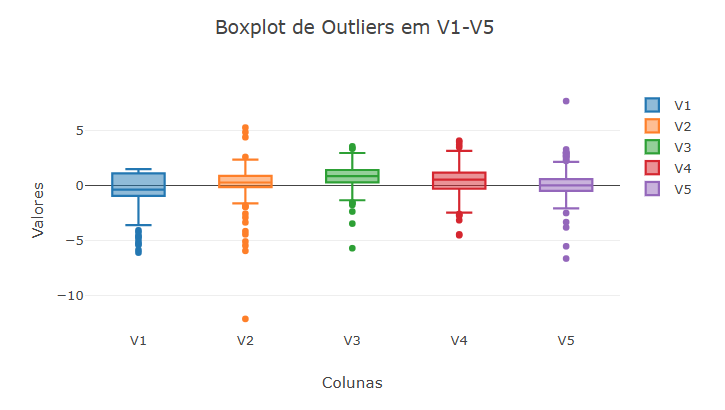 Boxplot de Outliers em V1-V5
Valores
5
0
−5
−10
V1
V2
V3
V4
V5
Colunas
V1
V2
V3
V4
V5